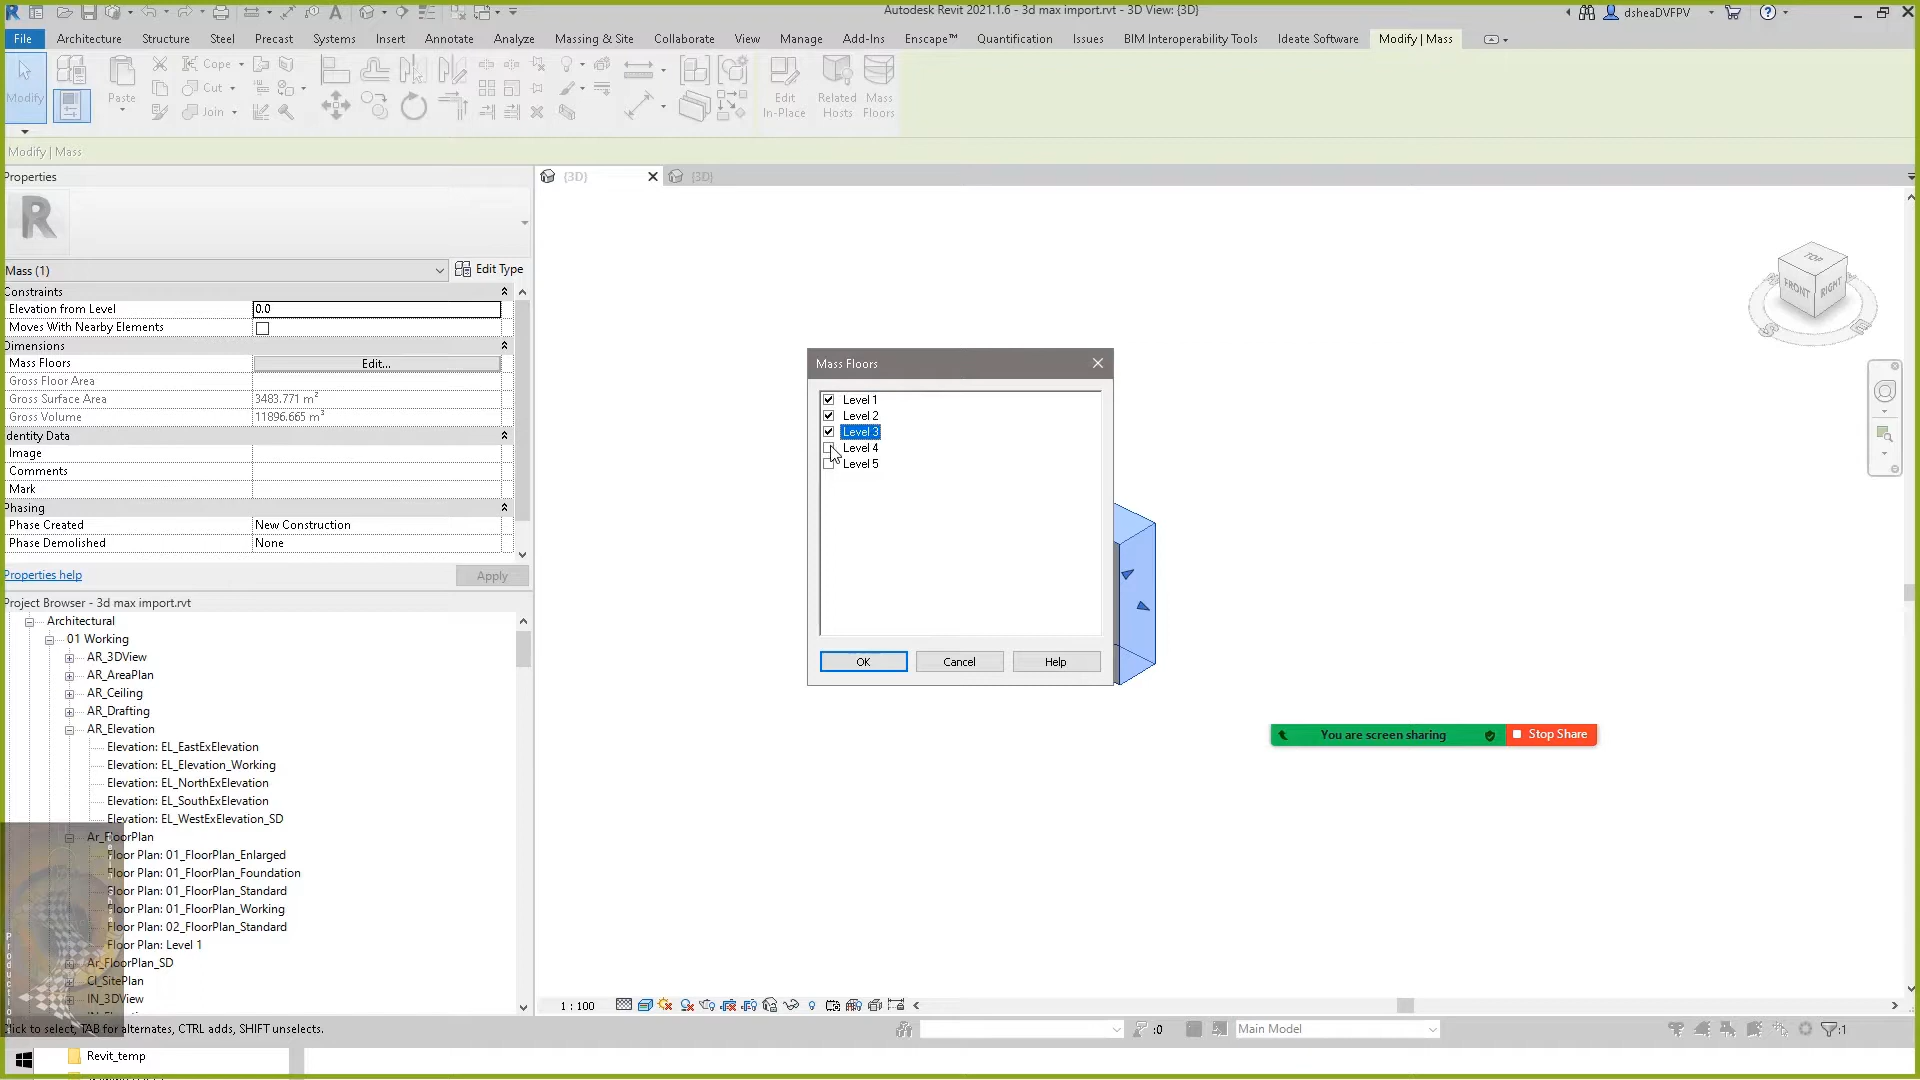 Autodesk Revit 2021.1.6 - 3d max import.rvt - 3D View: {3D}
dsheaDVFPV
File Architecture Structure Steel Precast Systems Insert Annotate Analyze Massing & Site Collaborate View Manage Add-Ins Enscape™ Quantification Issues BIM Interoperability Tools Ideate Software Modify | Mass
Modify
Paste
Cope
Cut
Join
Edit In-Place
Related Hosts
Mass Floors
Modify | Mass
Properties
{3D}
{3D}
Mass (1)
Edit Type
Constraints
Elevation from Level 0.0
Moves With Nearby Elements
Dimensions
Mass Floors Edit...
Gross Floor Area
Gross Surface Area 3483.771 m²
Gross Volume 11896.665 m³
dentity Data
Image
Comments
Mark
Phasing
Phase Created New Construction
Phase Demolished None
Properties help
Apply
Project Browser - 3d max import.rvt
Architectural
01 Working
AR_3DView
AR_AreaPlan
AR_Ceiling
AR_Drafting
AR_Elevation
Elevation: EL_EastExElevation
Elevation: EL_Elevation_Working
Elevation: EL_NorthExElevation
Elevation: EL_SouthExElevation
Elevation: EL_WestExElevation_SD
Ar_FloorPlan
Floor Plan: 01_FloorPlan_Enlarged
Floor Plan: 01_FloorPlan_Foundation
Floor Plan: 01_FloorPlan_Standard
Floor Plan: 01_FloorPlan_Working
Floor Plan: 02_FloorPlan_Standard
Floor Plan: Level 1
Ar_FloorPlan_SD
CI_SitePlan
IN_3DView
Mass Floors
Level 1
Level 2
Level 3
Level 4
Level 5
OK
Cancel
Help
TOP
FRONT
RIGHT
You are screen sharing
Stop Share
1 : 100
lick to select, TAB for alternates, CTRL adds, SHIFT unselects.
:0
Main Model
:1
Revit_temp